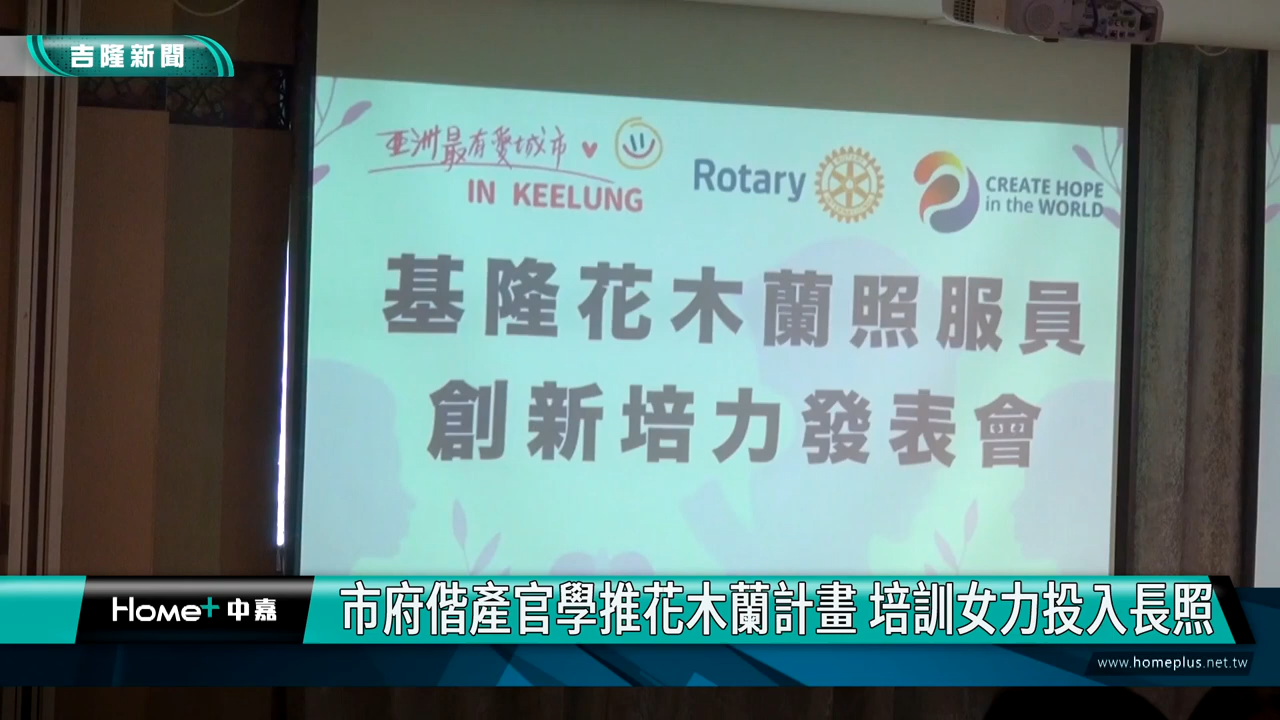 吉隆新聞
亞洲最有愛城市
IN KEELUNG
Rotary
CREATE HOPE
in the WORLD
基隆花木蘭照服員
創新培力發表會
Home+中嘉
市府偕產官學推花木蘭計畫 培訓女力投入長照
www.homeplus.net.tw